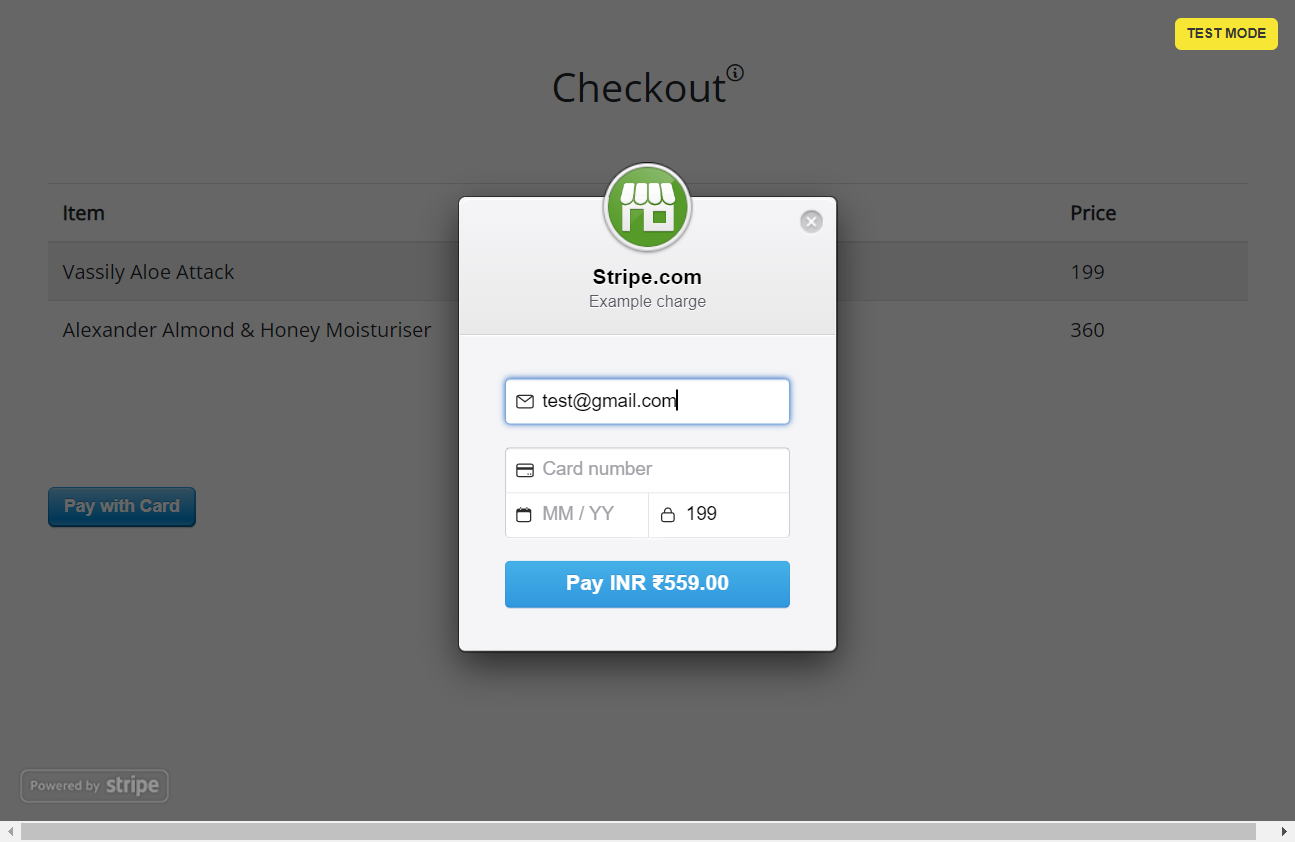 TEST MODE
Checkout
Item Price
Vassily Aloe Attack 199
Alexander Almond & Honey Moisturiser 360
Pay with Card
Stripe.com
Example charge
test@gmail.com
Card number
MM / YY 199
Pay INR ₹559.00
Powered by stripe